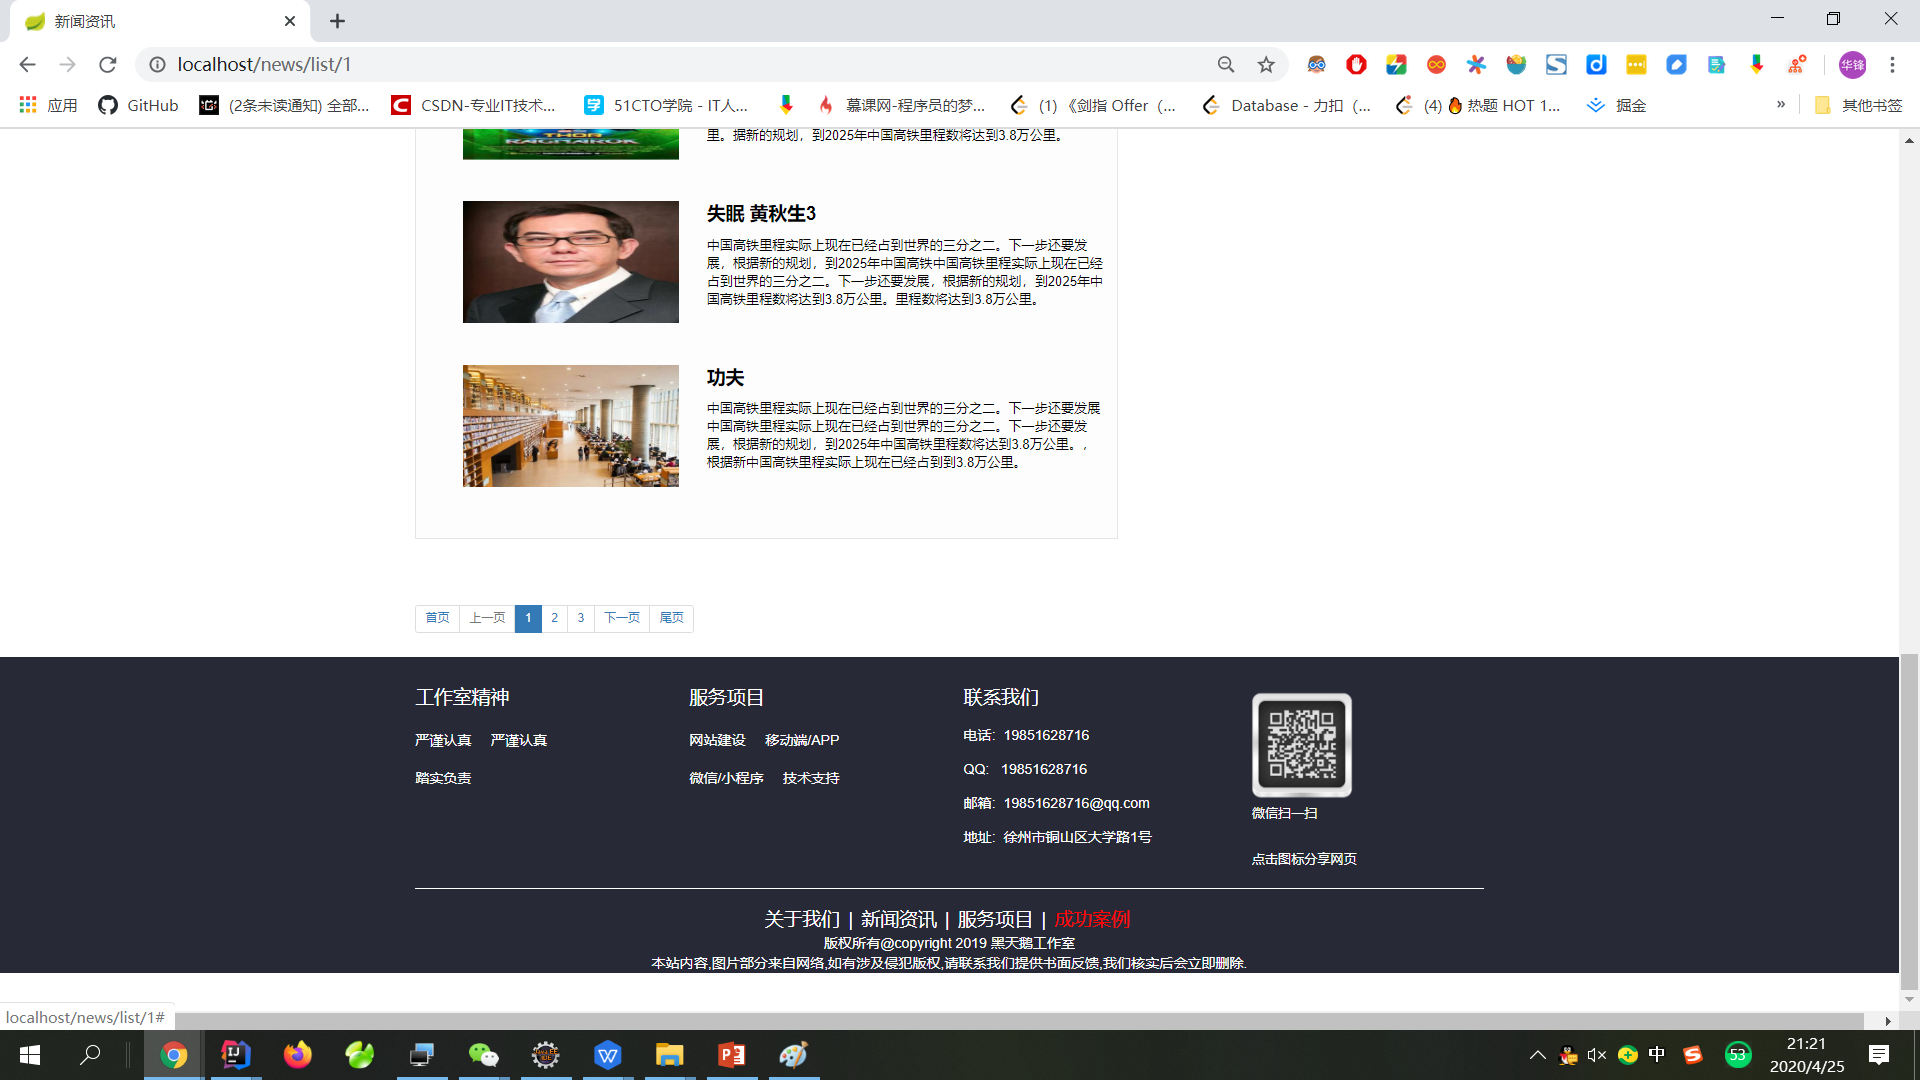 新闻资讯
localhost/news/list/1
应用
GitHub
(2条未读通知) 全部...
CSDN-专业IT技术...
51CTO学院 - IT人...
慕课网-程序员的梦...
(1) 《剑指 Offer（...
Database - 力扣（...
(4) 🔥 热题 HOT 1...
掘金
»
其他书签
华锋
THOR
RAGNAROK
里。据新的规划，到2025年中国高铁里程数将达到3.8万公里。
失眠 黄秋生3
中国高铁里程实际上现在已经占到世界的三分之二。下一步还要发
展，根据新的规划，到2025年中国高铁中国高铁里程实际上现在已经
占到世界的三分之二。下一步还要发展，根据新的规划，到2025年中
国高铁里程数将达到3.8万公里。里程数将达到3.8万公里。
功夫
中国高铁里程实际上现在已经占到世界的三分之二。下一步还要发展
中国高铁里程实际上现在已经占到世界的三分之二。下一步还要发
展，根据新的规划，到2025年中国高铁里程数将达到3.8万公里。，
根据新中国高铁里程实际上现在已经占到到3.8万公里。
首页 上一页 1 2 3 下一页 尾页
工作室精神
严谨认真 严谨认真
踏实负责
服务项目
网站建设 移动端/APP
微信/小程序 技术支持
联系我们
电话: 19851628716
QQ: 19851628716
邮箱: 19851628716@qq.com
地址: 徐州市铜山区大学路1号
微信扫一扫
点击图标分享网页
关于我们 | 新闻资讯 | 服务项目 | 成功案例
版权所有@copyright 2019 黑天鹅工作室
本站内容,图片部分来自网络,如有涉及侵犯版权,请联系我们提供书面反馈,我们核实后会立即删除.
localhost/news/list/1#
中
53
21:21
2020/4/25